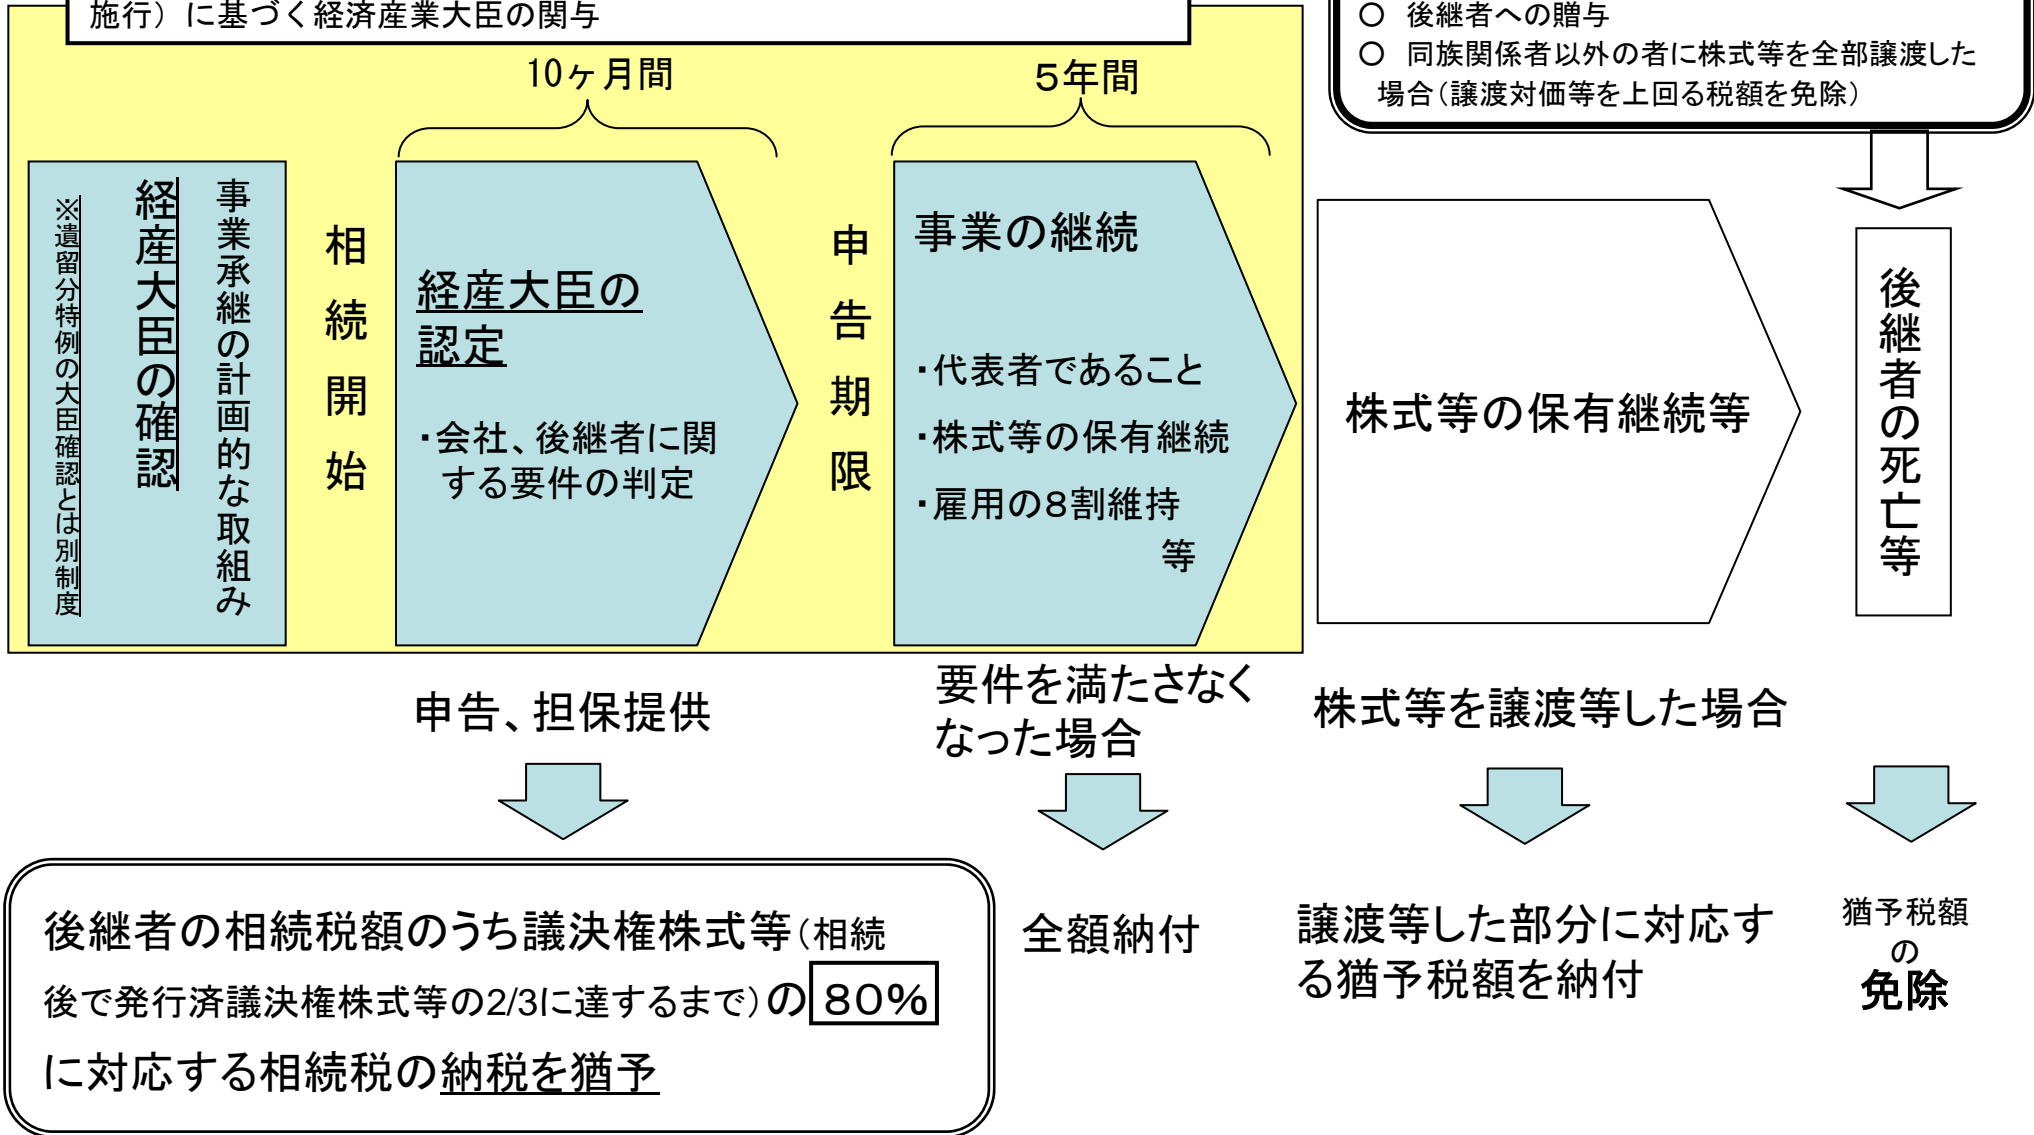 施行）に基づく経済産業大臣の関与
○ 後継者への贈与
○ 同族関係者以外の者に株式等を全部譲渡した
場合（譲渡対価等を上回る税額を免除）
10ヶ月間
５年間
事業承継の計画的な取組み
経産大臣の確認
※遺留分特例の大臣確認とは別制度
相続開始
経産大臣の
認定
・会社、後継者に関
する要件の判定
申告期限
事業の継続
・代表者であること
・株式等の保有継続
・雇用の８割維持
等
株式等の保有継続等
後継者の死亡等
申告、担保提供
要件を満たさなく
なった場合
株式等を譲渡等した場合
後継者の相続税額のうち議決権株式等（相続
後で発行済議決権株式等の2/3に達するまで）の８０％
に対応する相続税の納税を猶予
全額納付
譲渡等した部分に対応す
る猶予税額を納付
猶予税額
の
免除